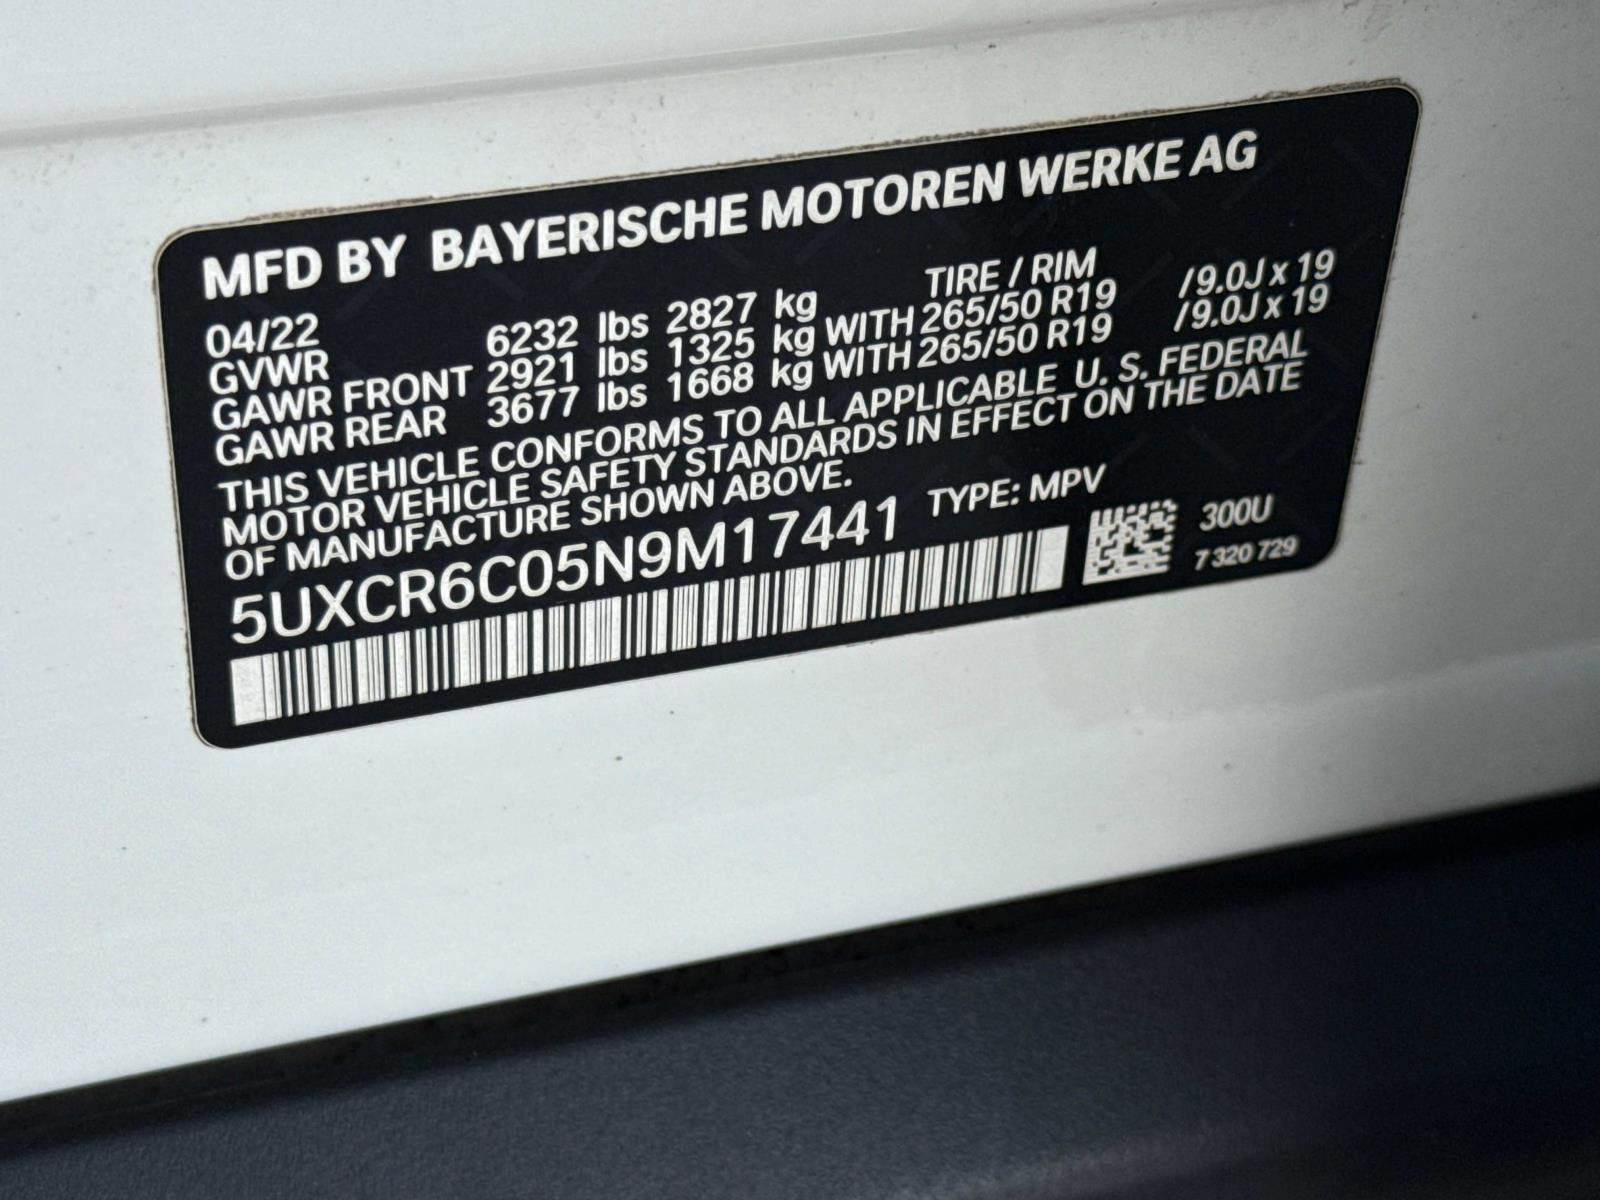 MFD BY BAYERISCHE MOTOREN WERKE AG
04/22 TIRE / RIM
GVWR 6232 lbs 2827 kg
GAWR FRONT 2921 lbs 1325 kg WITH 265/50 R19 /9.0J x 19
GAWR REAR 3677 lbs 1668 kg WITH 265/50 R19 /9.0J x 19
THIS VEHICLE CONFORMS TO ALL APPLICABLE U. S. FEDERAL
MOTOR VEHICLE SAFETY STANDARDS IN EFFECT ON THE DATE
OF MANUFACTURE SHOWN ABOVE.
5UXCR6C05N9M17441 TYPE: MPV
300U
7 320 729